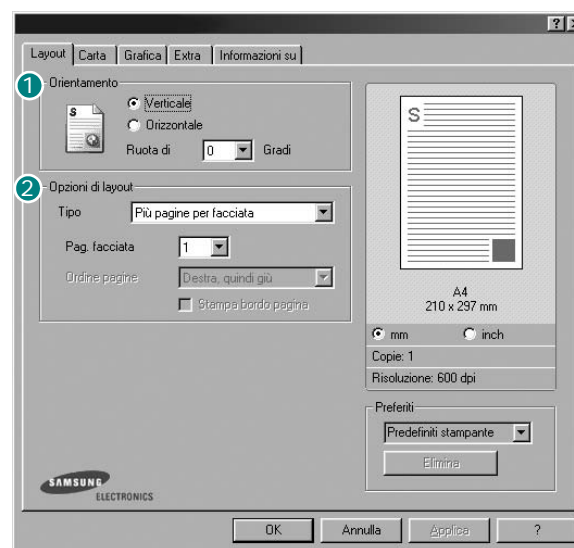 ?
Layout Carta Grafica Extra Informazioni su
1 Orientamento
S
Verticale
Orizzontale
Ruota di 0 Gradi
2 Opzioni di layout
Tipo Più pagine per facciata
Pag. facciata 1
Ordine pagine Destra, quindi giù
Stampa bordo pagina
S
A4
210 x 297 mm
mm inch
Copie: 1
Risoluzione: 600 dpi
Preferiti
Predefiniti stampante
Elimina
SAMSUNG
ELECTRONICS
OK Annulla Applica ?